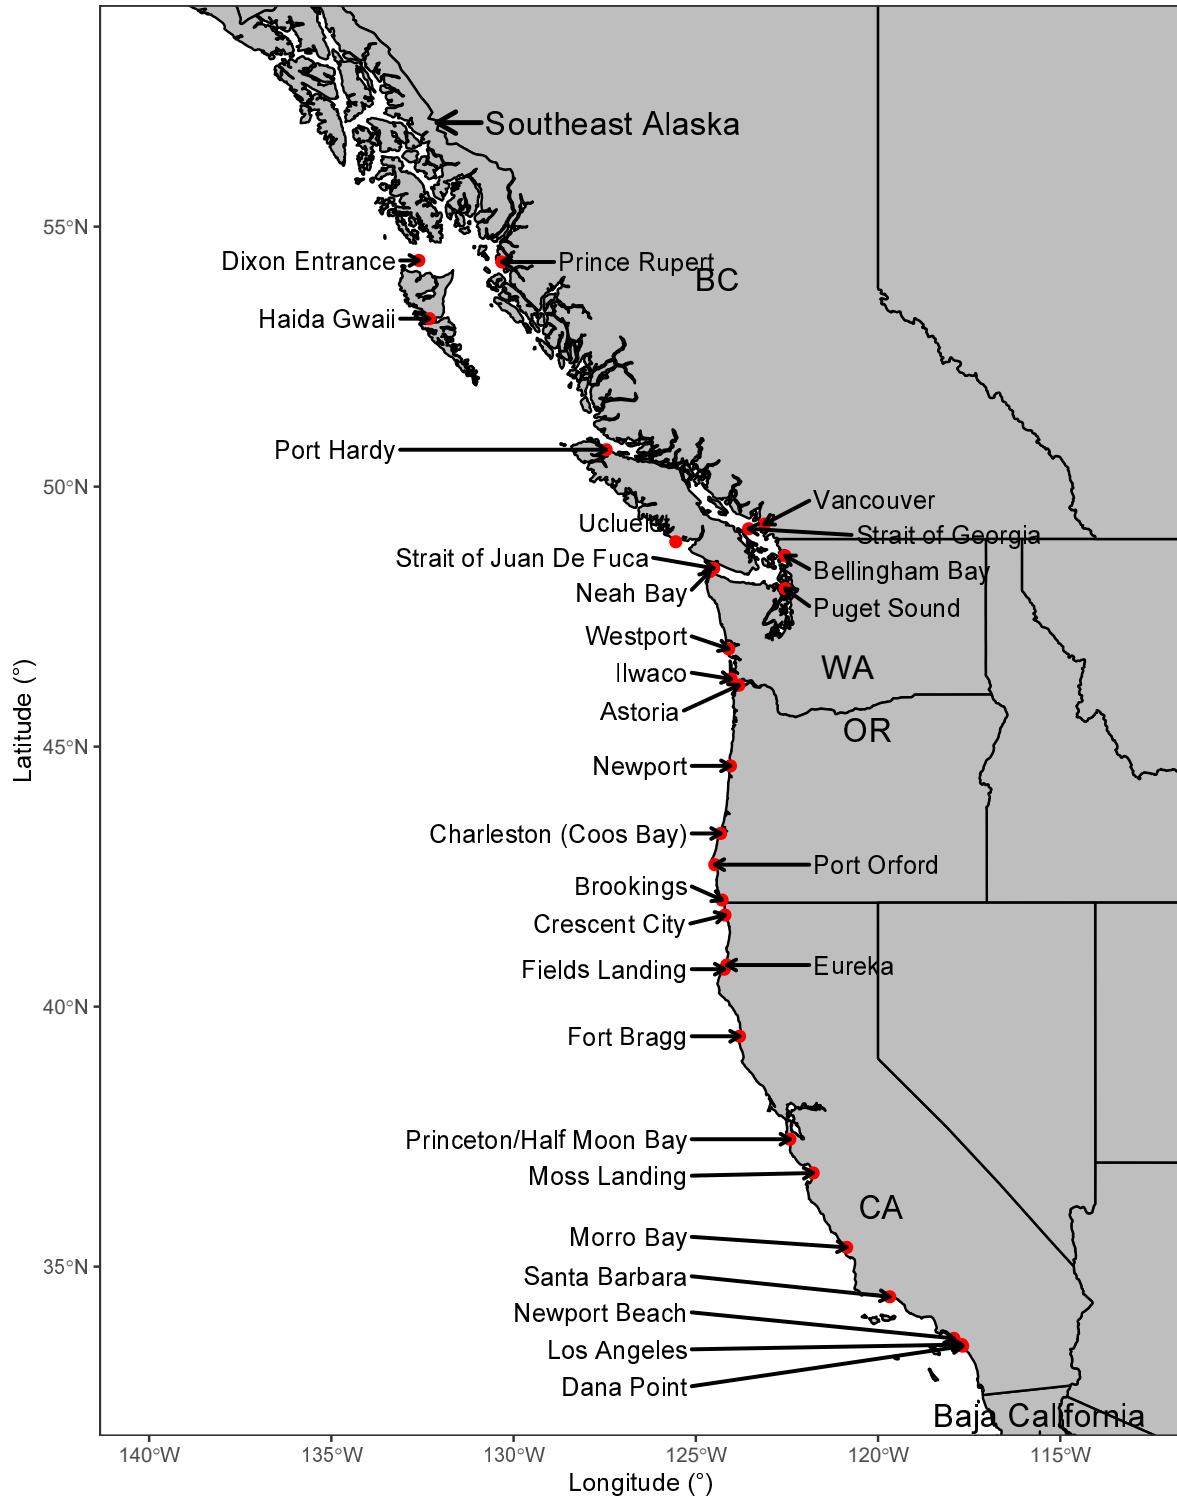 Southeast Alaska
55°N
Dixon Entrance
Prince Rupert
BC
Haida Gwaii
Port Hardy
50°N
Vancouver
Ucluelet
Strait of Georgia
Strait of Juan De Fuca
Bellingham Bay
Neah Bay
Puget Sound
Westport
WA
Ilwaco
Astoria
OR
45°N
Newport
Latitude (°)
Charleston (Coos Bay)
Port Orford
Brookings
Crescent City
Fields Landing
Eureka
40°N
Fort Bragg
Princeton/Half Moon Bay
Moss Landing
CA
Morro Bay
35°N
Santa Barbara
Newport Beach
Los Angeles
Dana Point
Baja California
140°W
135°W
130°W
125°W
120°W
115°W
Longitude (°)